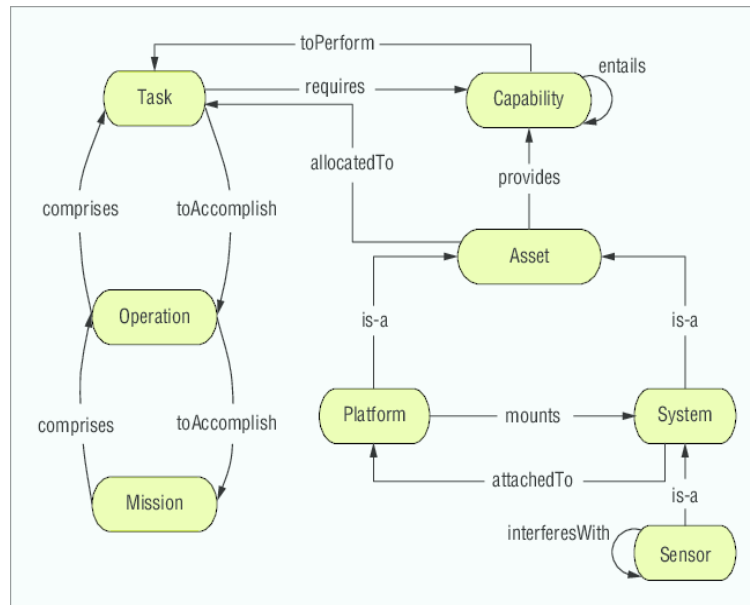 toPerform
entails
Task
requires
Capability
allocatedTo
provides
comprises
toAccomplish
Asset
Operation
is-a
is-a
Platform
mounts
System
comprises
toAccomplish
attachedTo
Mission
is-a
interferesWith
Sensor